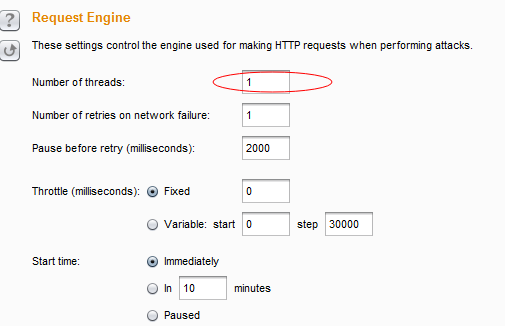 Request Engine
These settings control the engine used for making HTTP requests when performing attacks.
Number of threads: 1
Number of retries on network failure: 1
Pause before retry (milliseconds): 2000
Throttle (milliseconds): Fixed 0
Variable: start 0 step 30000
Start time: Immediately
In 10 minutes
Paused